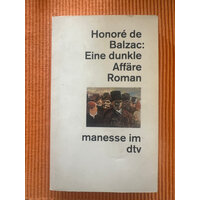 Honoré de
Balzac:
Eine dunkle
Affäre
Roman
manesse im
dtv